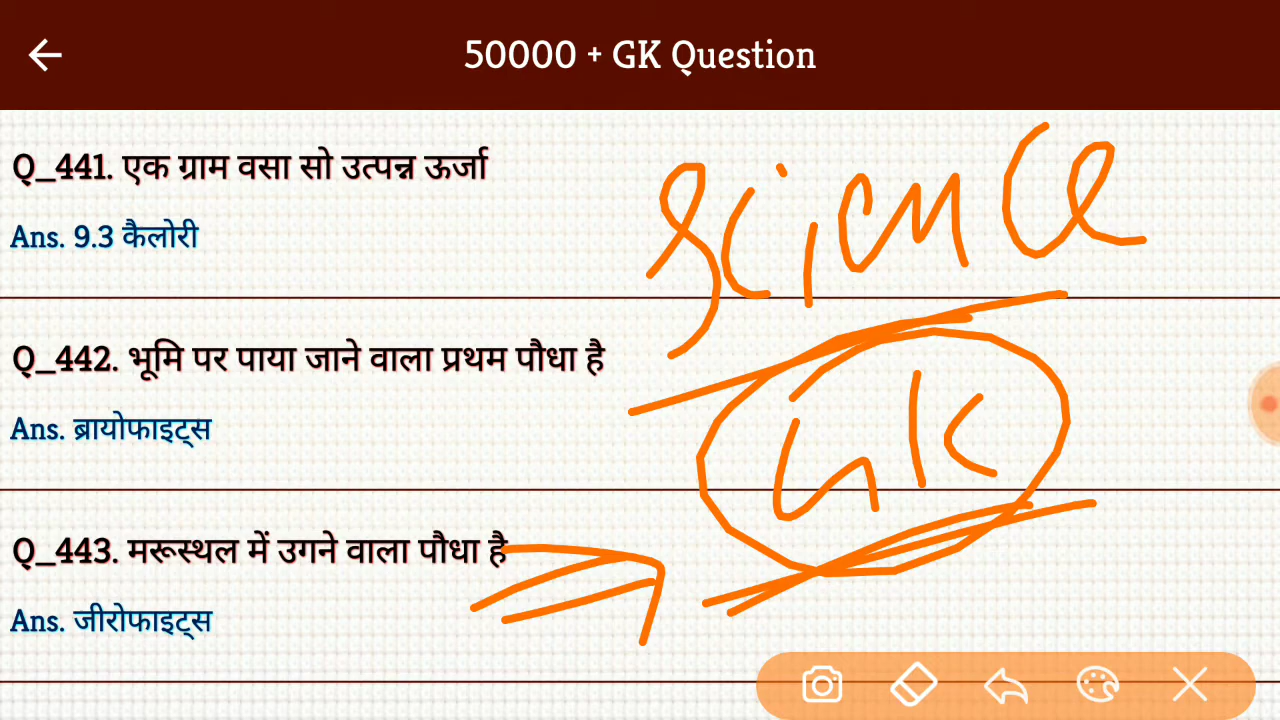 50000 + GK Question
Q_441. एक ग्राम वसा सो उत्पन्न ऊर्जा
Ans. 9.3 कैलोरी
Science
Q_442. भूमि पर पाया जाने वाला प्रथम पौधा है
Ans. ब्रायोफाइट्स
GK
Q_443. मरूस्थल में उगने वाला पौधा है
Ans. जीरोफाइट्स